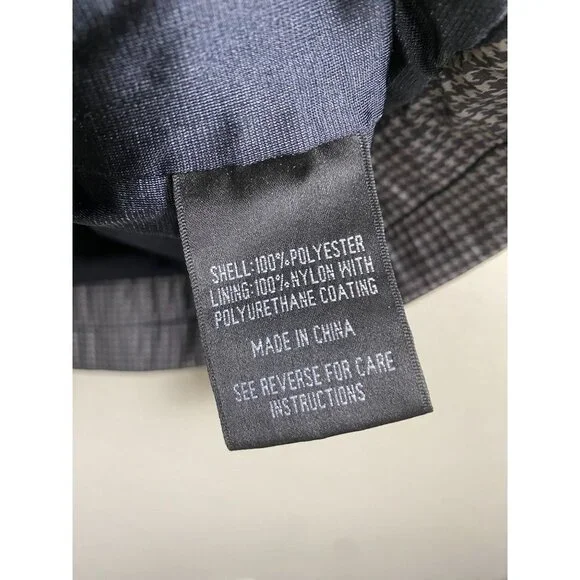 SHELL:100%POLYESTER
LINING:100%NYLON WITH
POLYURETHANE COATING
MADE IN CHINA
SEE REVERSE FOR CARE
INSTRUCTIONS